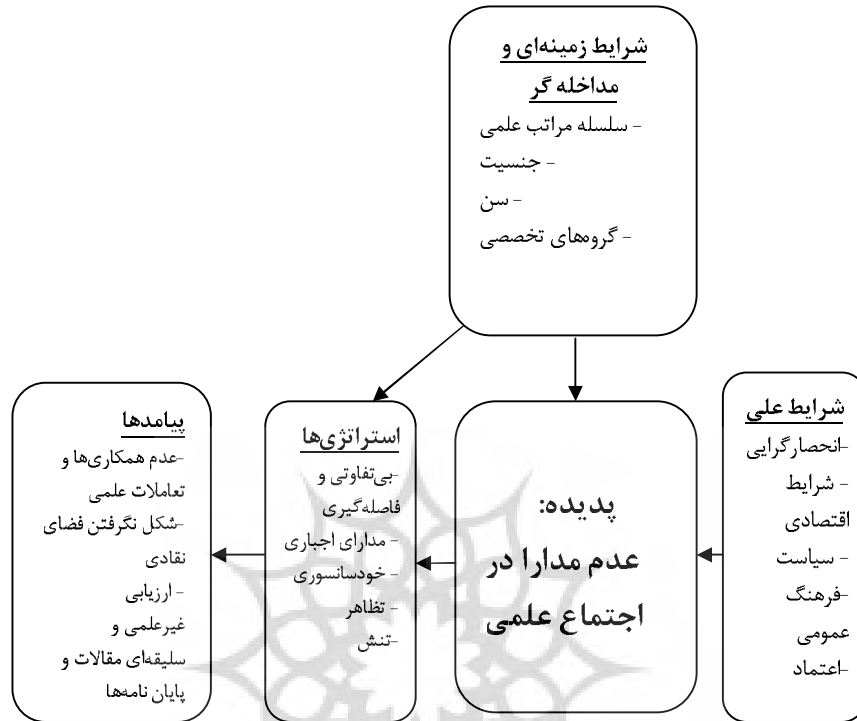 شرایط زمینه‌ای و
مداخله گر
- سلسله مراتب علمی
- جنسیت
- سن
- گروه‌های تخصصی
شرایط علی
-انحصارگرایی
- شرایط
اقتصادی
- سیاست
-فرهنگ
عمومی
-اعتماد
پدیده:
عدم مدارا در
اجتماع علمی
استراتژی‌ها
-بی‌تفاوتی و
فاصله‌گیری
- مدارای اجباری
- خودسانسوری
- تظاهر
-تنش
پیامدها
-عدم همکاری‌ها و
تعاملات علمی
-شکل نگرفتن فضای
نقادی
- ارزیابی
غیرعلمی و
سلیقه‌ای مقالات و
پایان نامه‌ها